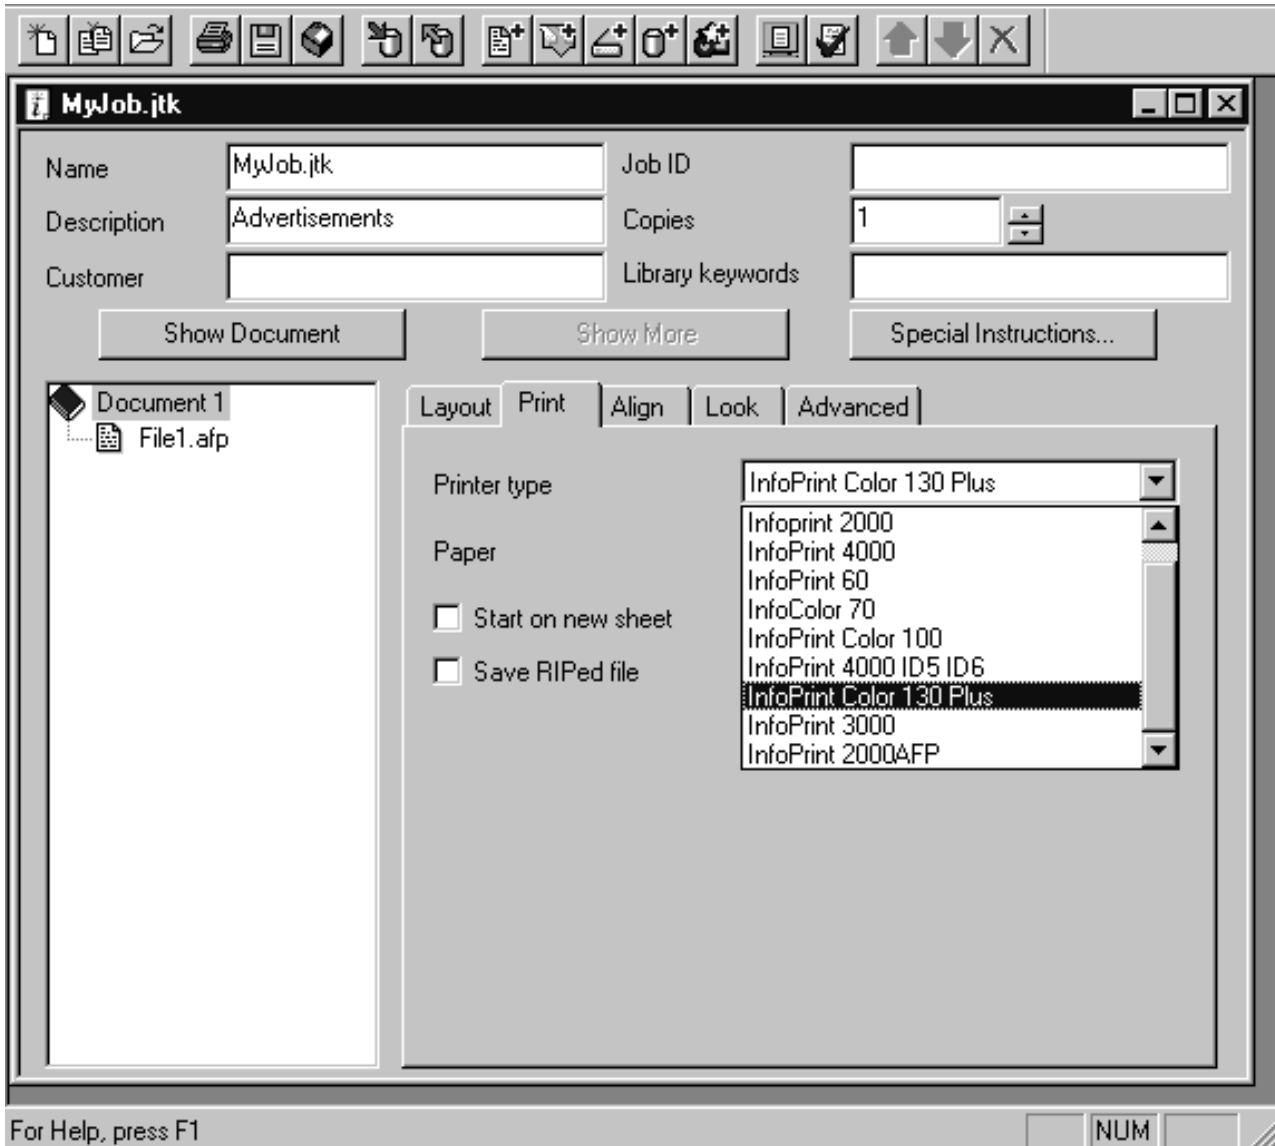 MyJob.jtk
Name MyJob.jtk Job ID
Description Advertisements Copies 1
Customer Library keywords
Show Document Show More Special Instructions...
Document 1
File1.afp
Layout Print Align Look Advanced
Printer type InfoPrint Color 130 Plus
Paper
Start on new sheet
Save RIPed file
Infoprint 2000
InfoPrint 4000
InfoPrint 60
InfoColor 70
InfoPrint Color 100
InfoPrint 4000 ID5 ID6
InfoPrint Color 130 Plus
InfoPrint 3000
InfoPrint 2000AFP
For Help, press F1 NUM